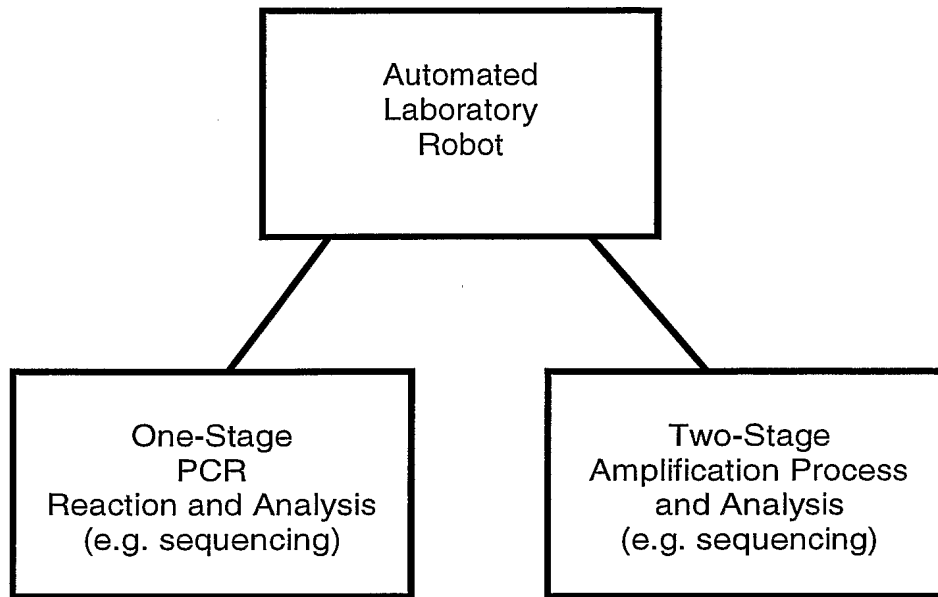 Automated
Laboratory
Robot
One-Stage
PCR
Reaction and Analysis
(e.g. sequencing)
Two-Stage
Amplification Process
and Analysis
(e.g. sequencing)